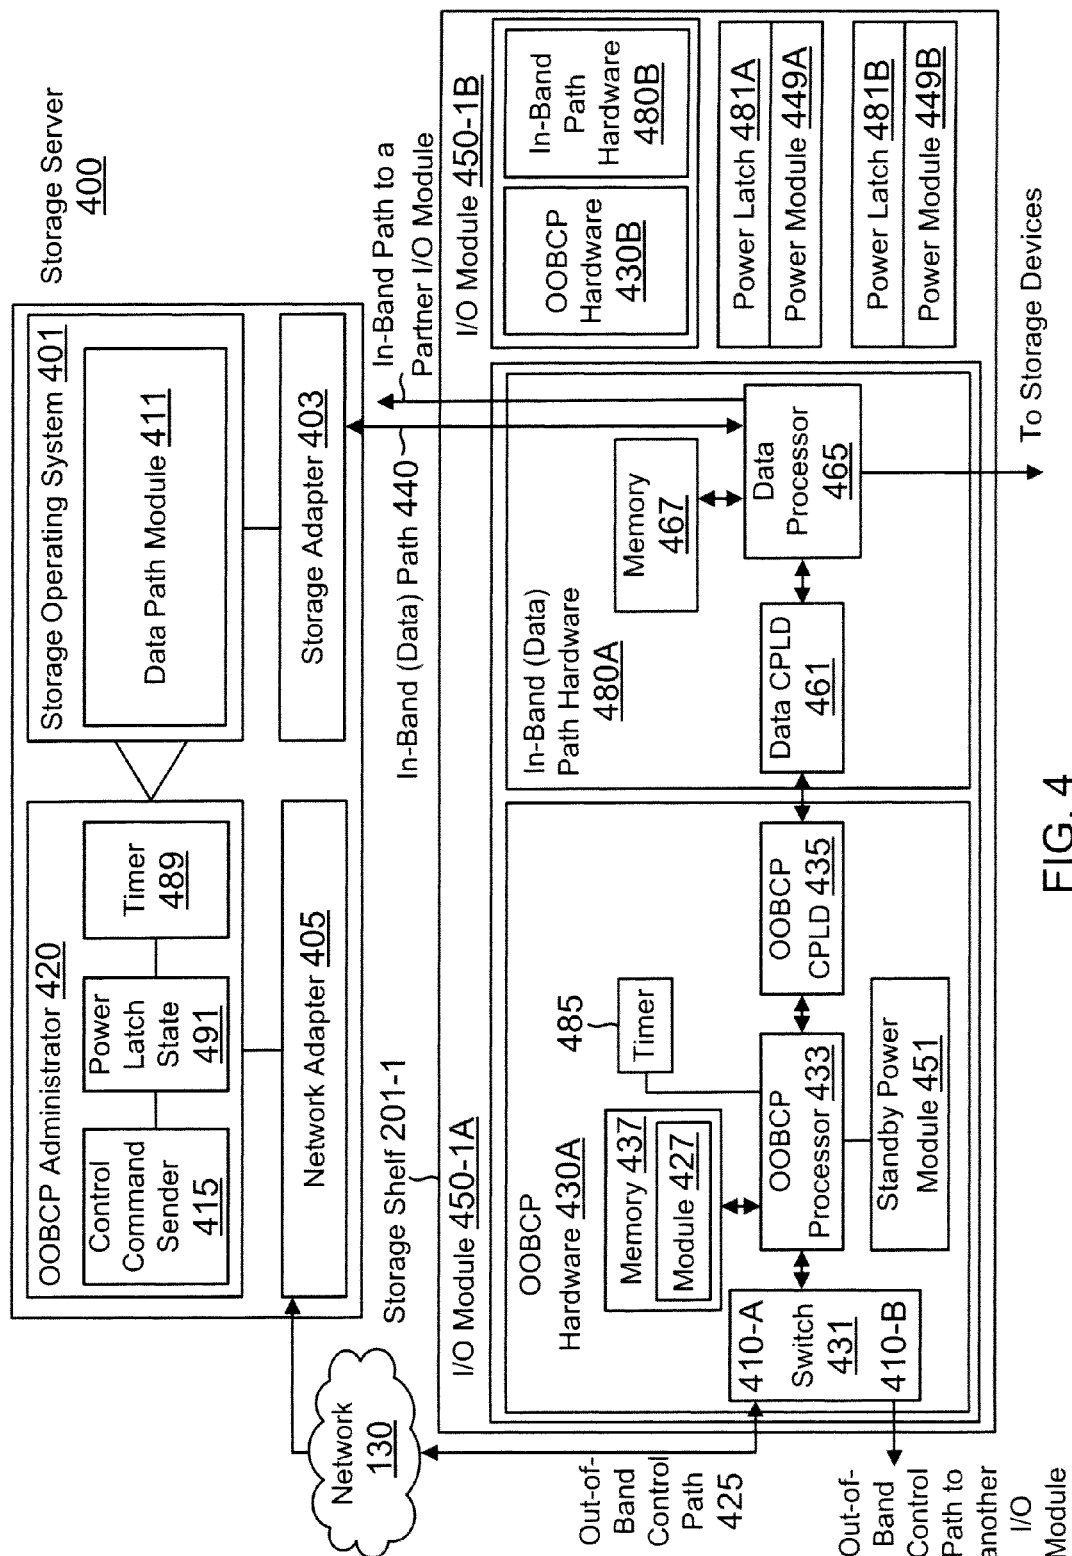 Storage Server
400
OOBCP Administrator 420
Control
Command
Sender
415
Power
Latch
State
491
Timer
489
Network Adapter 405
Storage Operating System 401
Data Path Module 411
Storage Adapter 403
Network
130
Storage Shelf 201-1
In-Band (Data) Path 440
In-Band Path to a
Partner I/O Module
I/O Module 450-1A
OOBCP
Hardware 430A
Memory 437
Module 427
485
Timer
410-A
Switch
431
410-B
OOBCP
Processor 433
OOBCP
CPLD 435
Standby Power
Module 451
In-Band (Data)
Path Hardware
480A
Memory
467
Data CPLD
461
Data
Processor
465
I/O Module 450-1B
OOBCP
Hardware
430B
In-Band
Path
Hardware
480B
Power Latch 481A
Power Module 449A
Power Latch 481B
Power Module 449B
Out-of-
Band
Control
Path
425
Out-of-
Band
Control
Path to
another
I/O
Module
To Storage Devices
FIG. 4